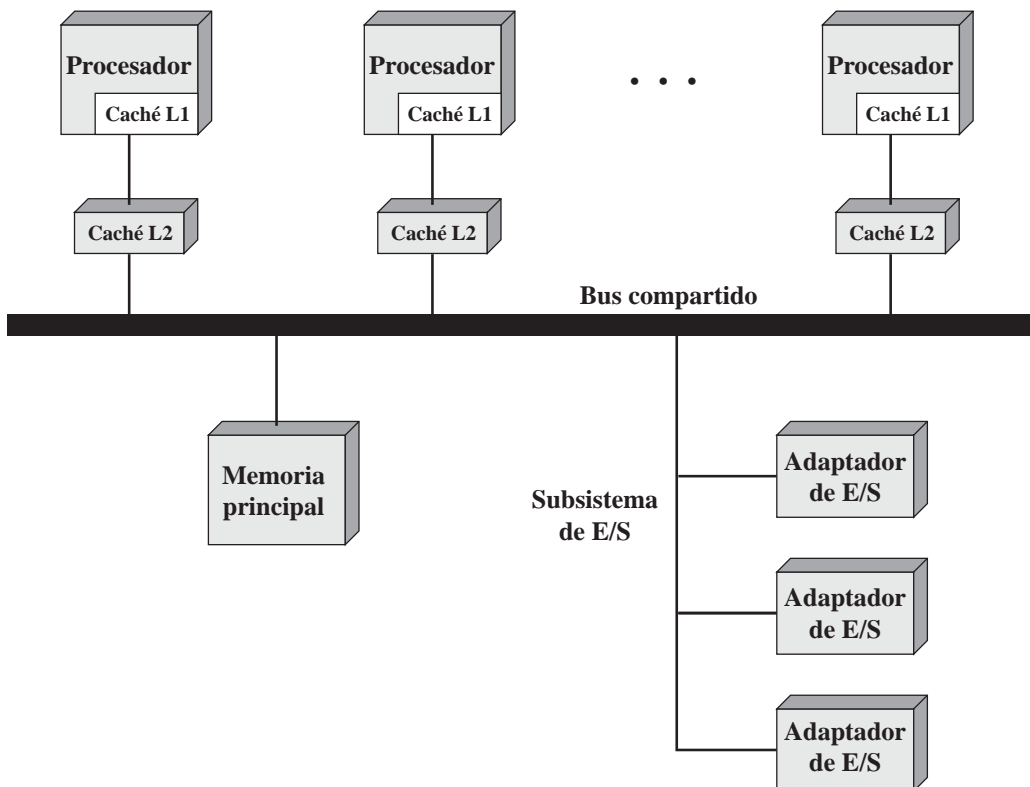 Procesador
Caché L1
Procesador
Caché L1
. . .
Procesador
Caché L1
Caché L2
Caché L2
Caché L2
Bus compartido
Memoria
principal
Subsistema
de E/S
Adaptador
de E/S
Adaptador
de E/S
Adaptador
de E/S